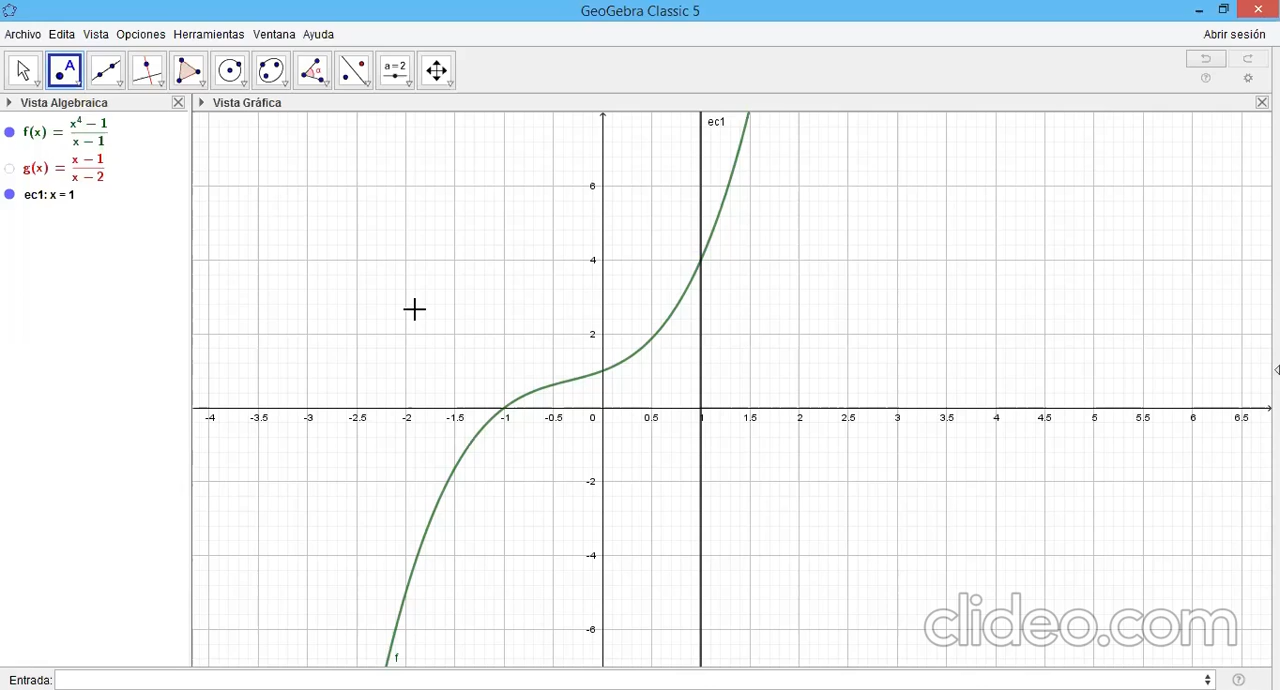 GeoGebra Classic 5
Archivo Edita Vista Opciones Herramientas Ventana Ayuda Abrir sesión
A α a = 2
Vista Algebraica
Vista Gráfica
f(x) = (x⁴ − 1)/(x − 1)
g(x) = (x − 1)/(x − 2)
ec1: x = 1
ec1
6
4
2
-4 -3.5 -3 -2.5 -2 -1.5 -1 -0.5 0 0.5 1 1.5 2 2.5 3 3.5 4 4.5 5 5.5 6 6.5
-2
-4
-6
f
clideo.com
Entrada: